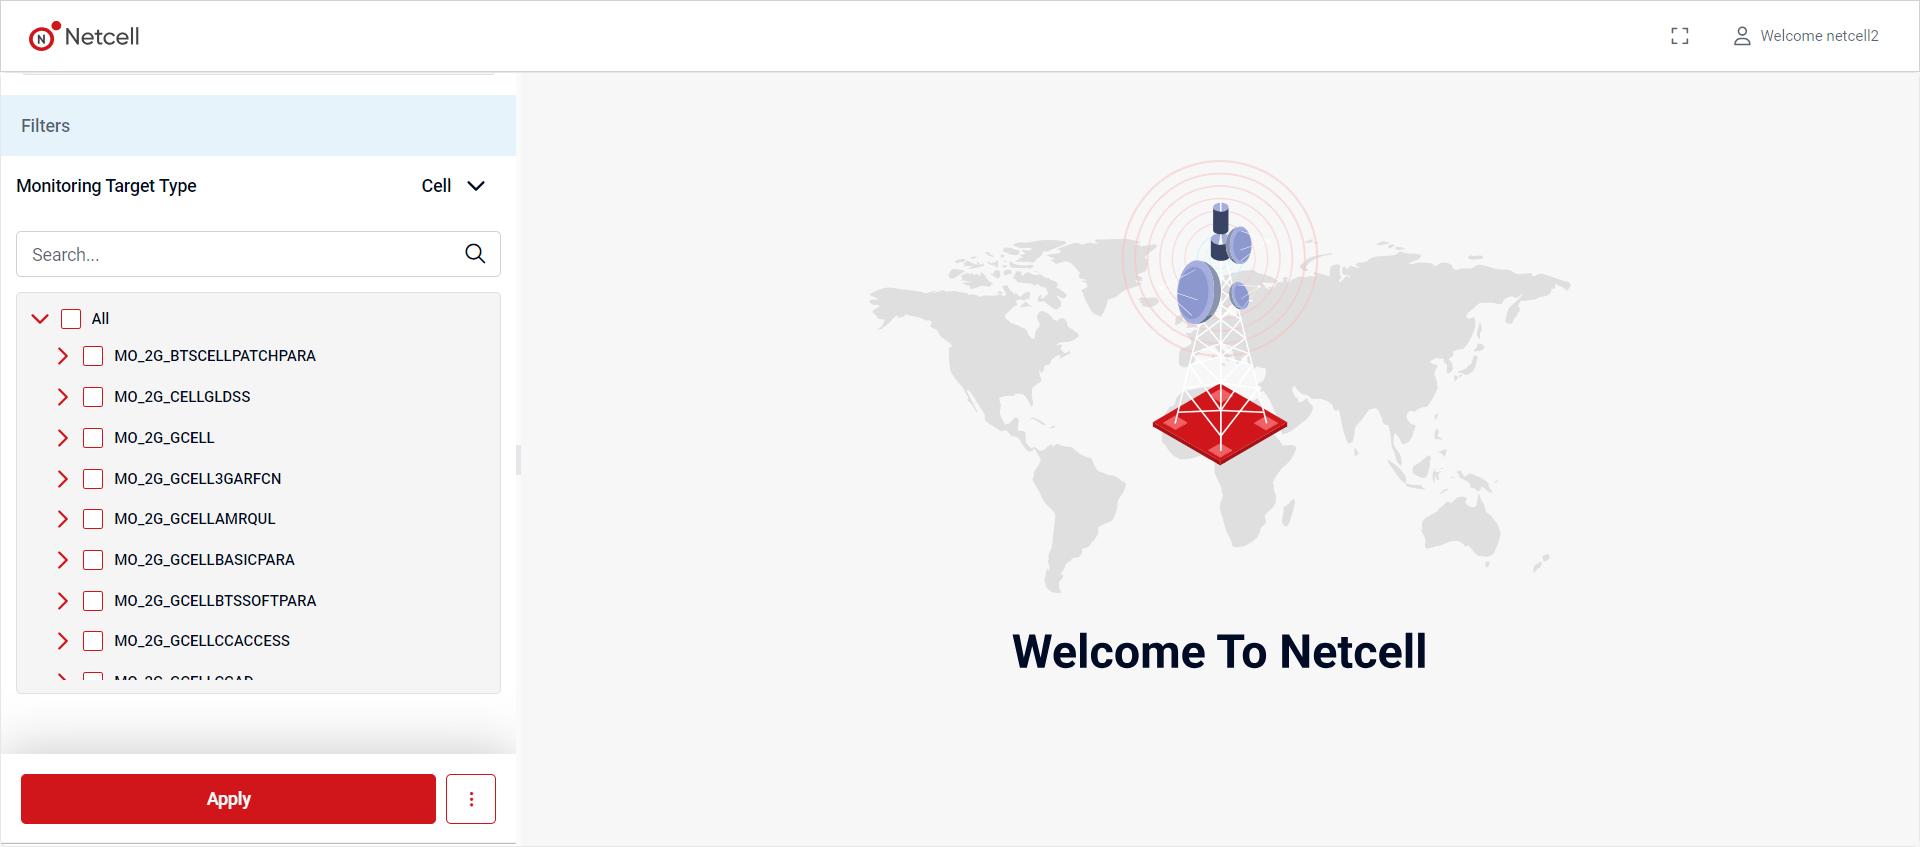 Netcell
Welcome netcell2
Filters
Monitoring Target Type
Cell
Search...
All
MO_2G_BTSCELLPATCHPARA
MO_2G_CELLGLDSS
MO_2G_GCELL
MO_2G_GCELL3GARFCN
MO_2G_GCELLAMRQUL
MO_2G_GCELLBASICPARA
MO_2G_GCELLBTSSOFTPARA
MO_2G_GCELLCCACCESS
Apply
Welcome To Netcell